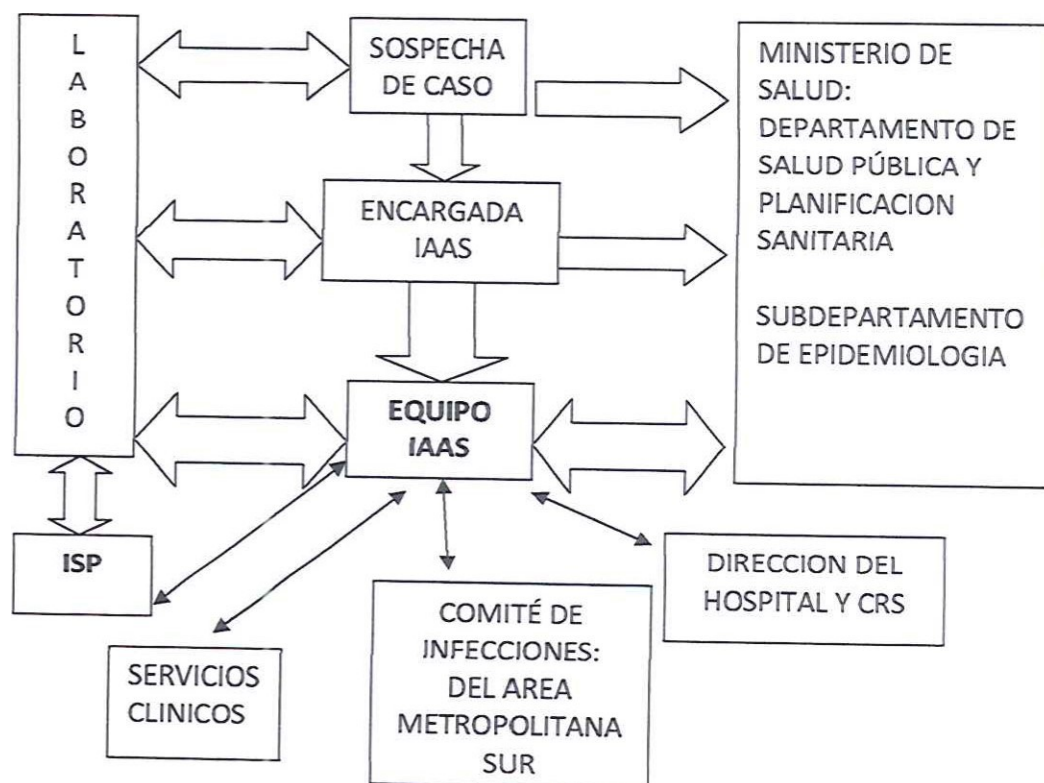 LABORATORIO
SOSPECHA
DE CASO
MINISTERIO DE
SALUD:
DEPARTAMENTO DE
SALUD PÚBLICA Y
PLANIFICACION
SANITARIA
SUBDEPARTAMENTO
DE EPIDEMIOLOGIA
ENCARGADA
IAAS
EQUIPO
IAAS
ISP
SERVICIOS
CLINICOS
COMITÉ DE
INFECCIONES:
DEL AREA
METROPOLITANA
SUR
DIRECCION DEL
HOSPITAL Y CRS